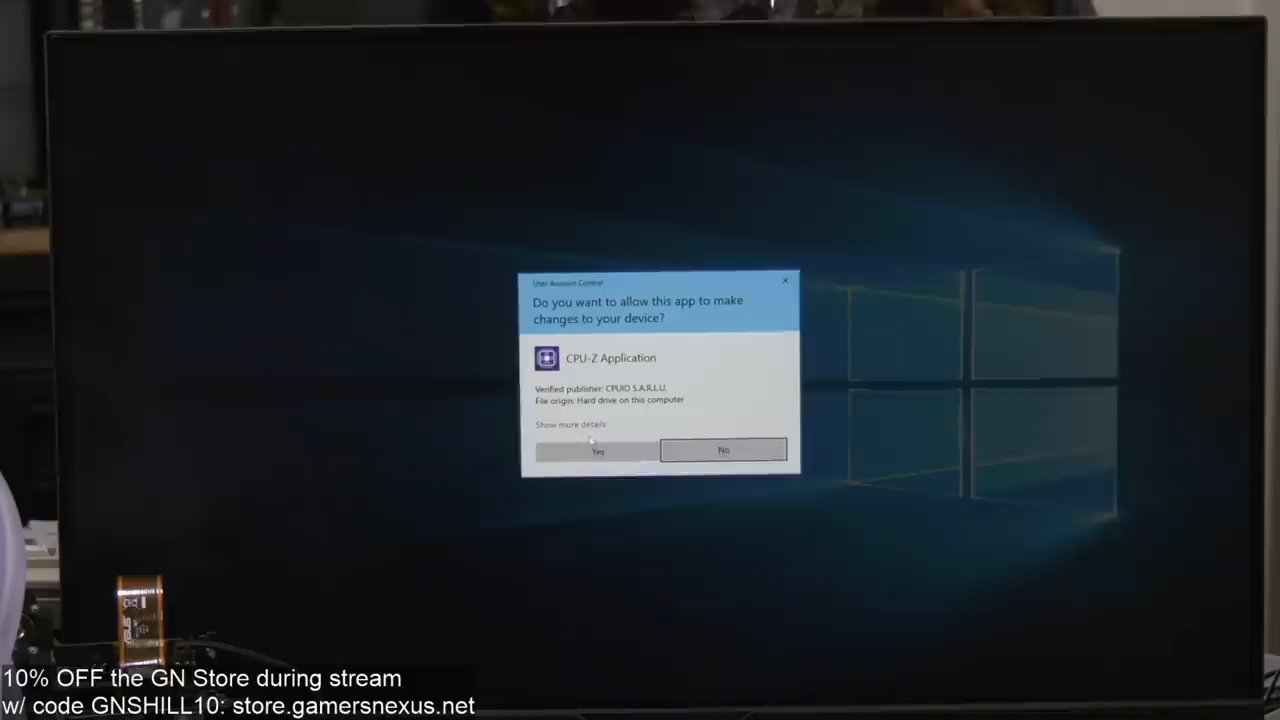 User Account Control
Do you want to allow this app to make
changes to your device?
CPU-Z Application
Verified publisher: CPUID S.A.R.L.U.
File origin: Hard drive on this computer
Show more details
Yes
No
ASUS
10% OFF the GN Store during stream
w/ code GNSHILL10: store.gamersnexus.net